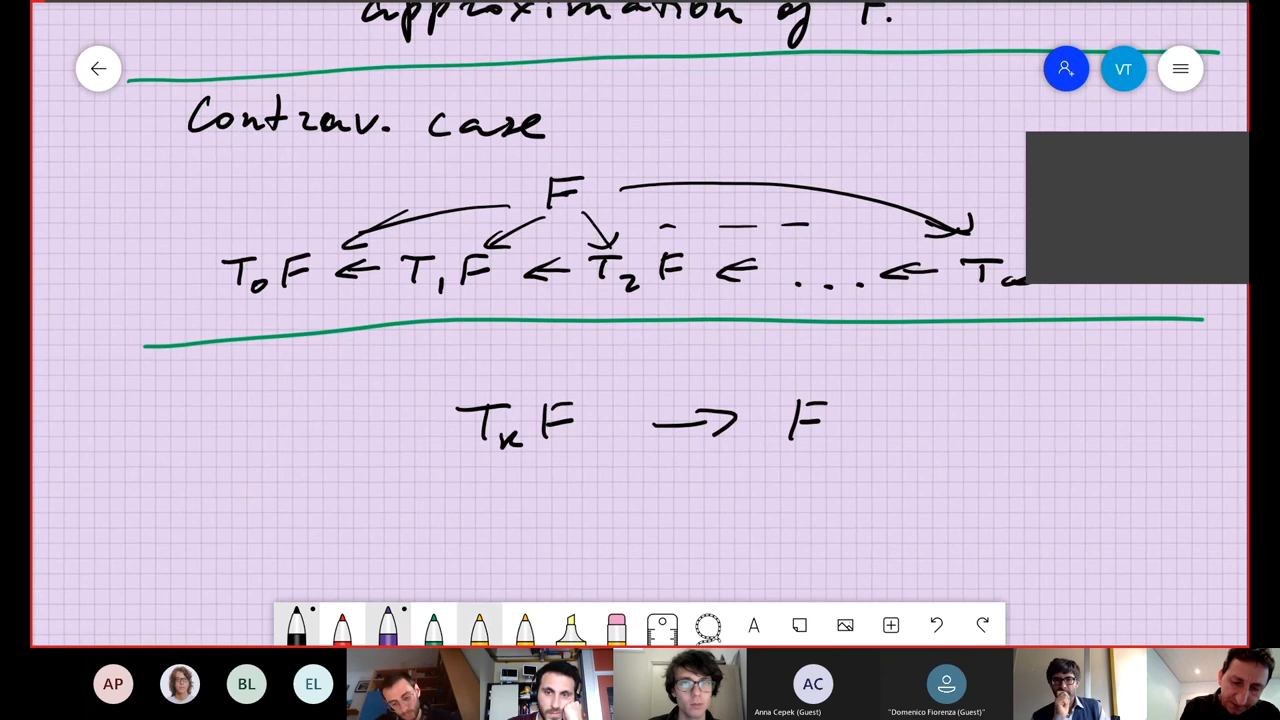 approximation of F.
VT
Contrav. case
F
T₀F ← T₁F ← T₂F ← ... ← T∞
TₖF → F
A
AP
BL
EL
AC
Anna Cepek (Guest)
"Domenico Fiorenza (Guest)"